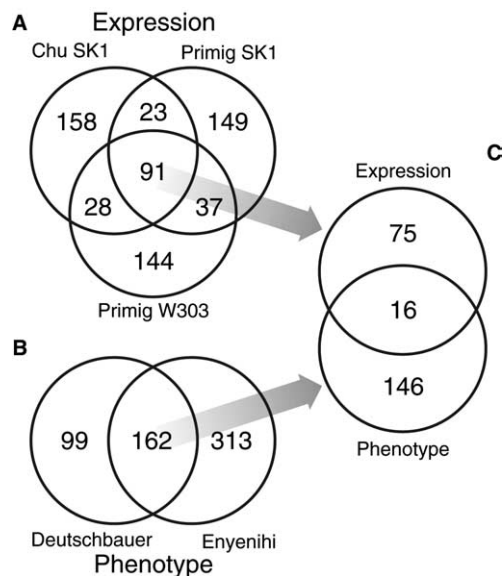 A
Expression
Chu SK1
Primig SK1
158
23
149
91
28
37
144
Primig W303
B
99
162
313
Deutschbauer
Enyenihi
Phenotype
C
Expression
75
16
146
Phenotype